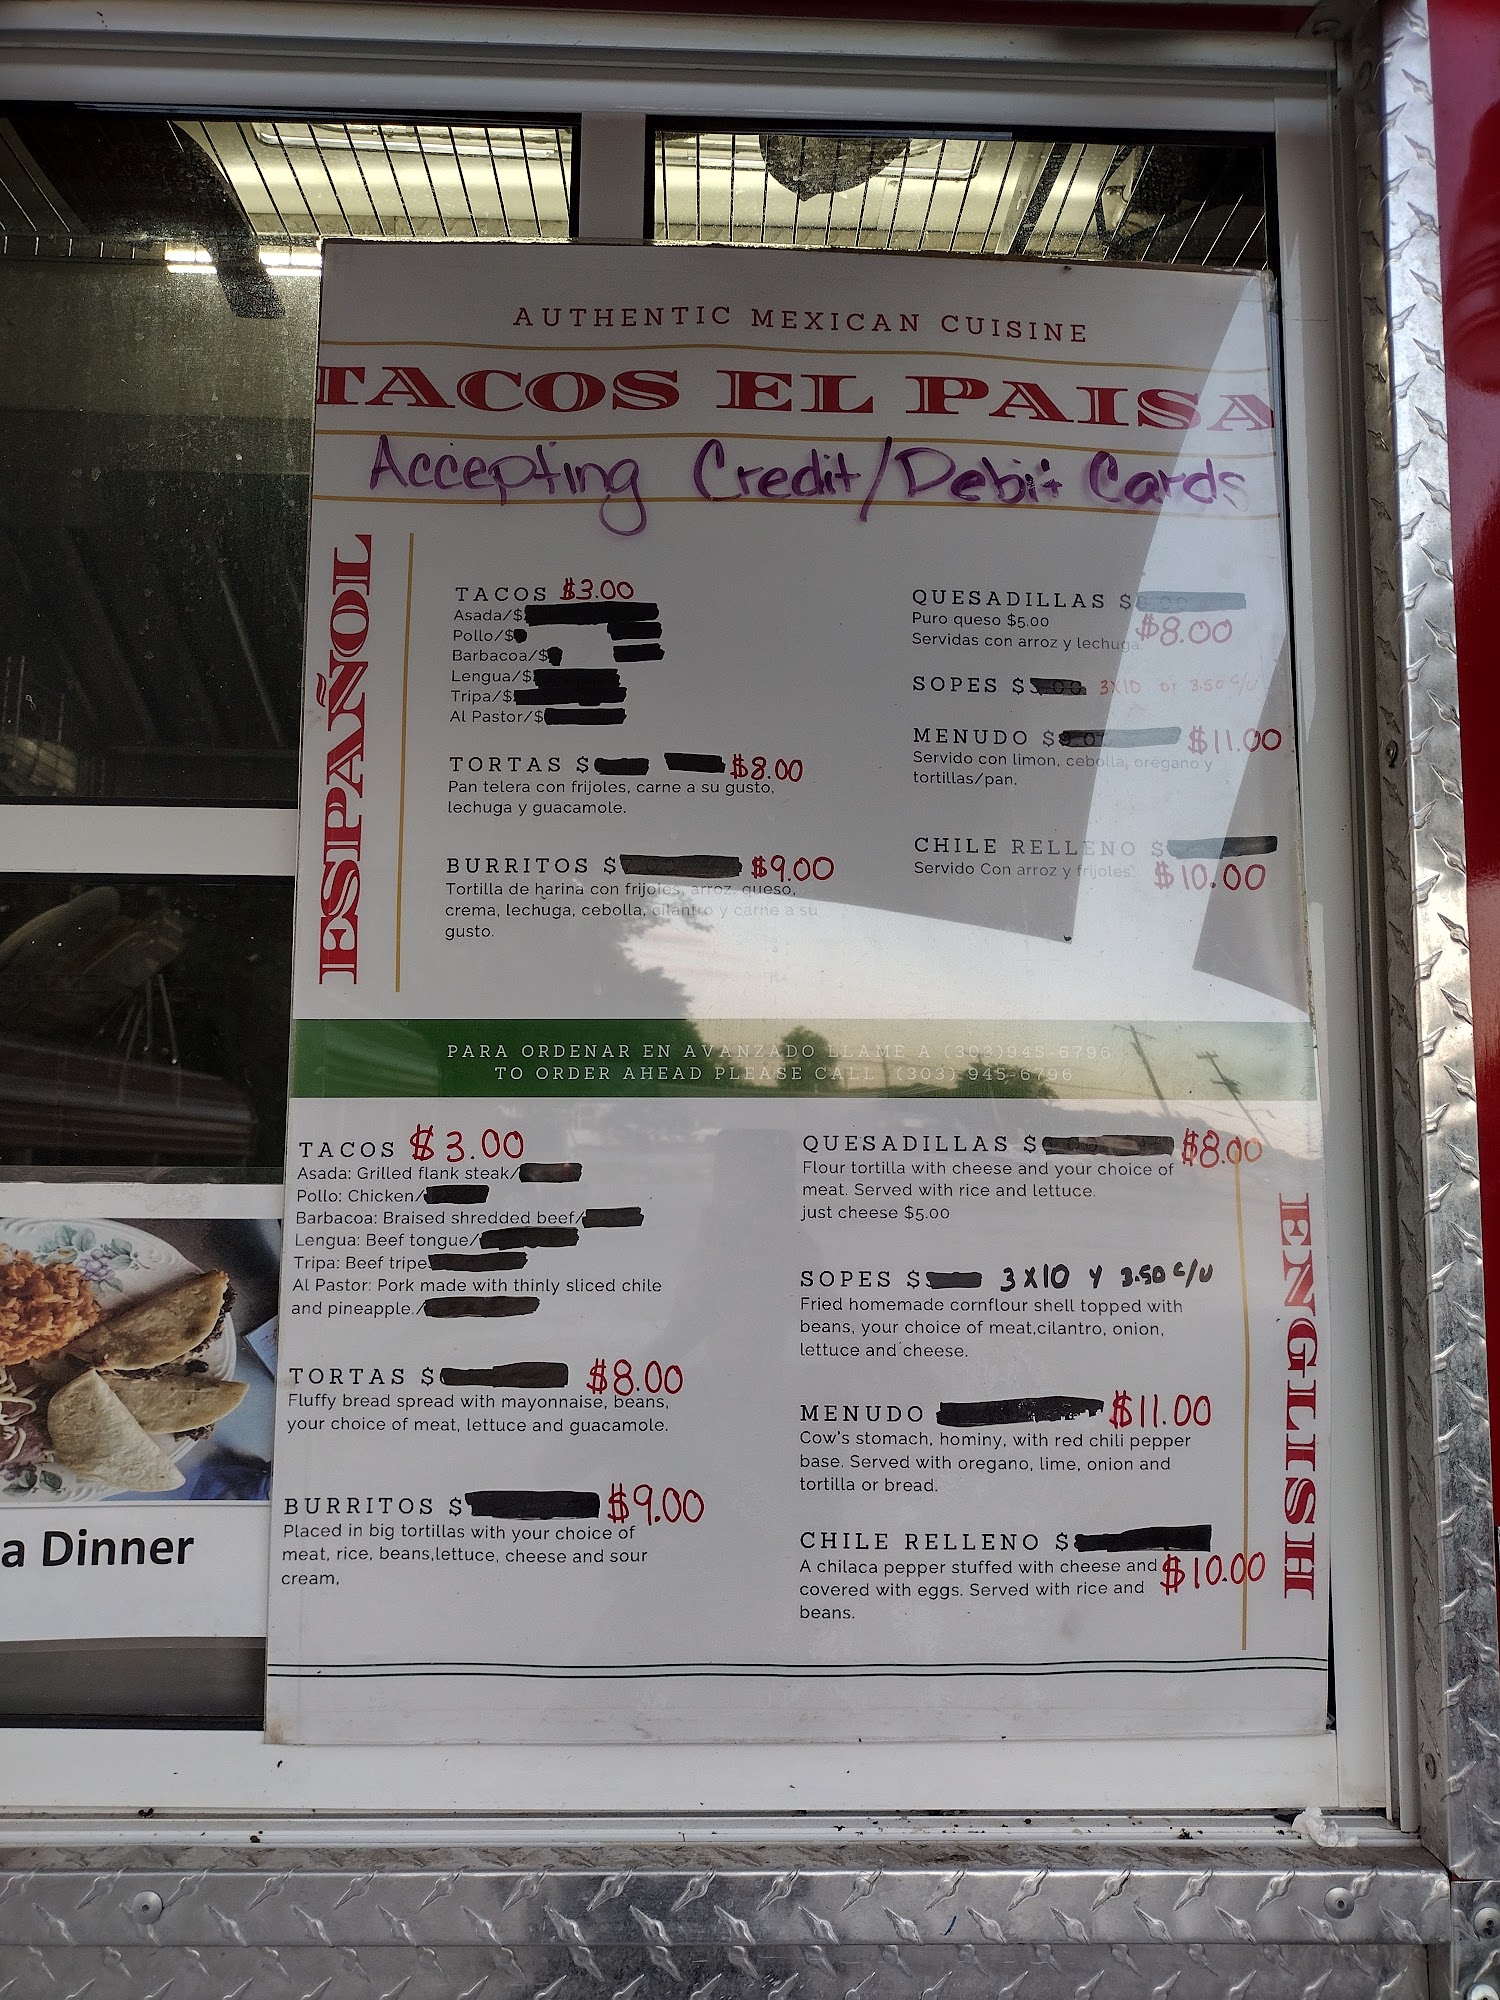 AUTHENTIC MEXICAN CUISINE
TACOS EL PAISA
Accepting Credit/Debit Cards
ESPAÑOL
TACOS $3.00
Asada/$
Pollo/$
Barbacoa/$
Lengua/$
Tripa/$
Al Pastor/$
TORTAS $ $8.00
Pan telera con frijoles, carne a su gusto,
lechuga y guacamole.
BURRITOS $ $9.00
Tortilla de harina con frijoles, arroz, queso,
crema, lechuga, cebolla, cilantro y carne a su
gusto.
QUESADILLAS $
Puro queso $5.00
$8.00
Servidas con arroz y lechuga.
SOPES $ 3X10 or 3.50 c/u
MENUDO $ $11.00
Servido con limon, cebolla, oregano y
tortillas/pan.
CHILE RELLENO $
Servido Con arroz y frijoles. $10.00
PARA ORDENAR EN AVANZADO LLAME A (303)945-6796
TO ORDER AHEAD PLEASE CALL (303) 945-6796
TACOS $3.00
Asada: Grilled flank steak/
Pollo: Chicken/
Barbacoa: Braised shredded beef/
Lengua: Beef tongue/
Tripa: Beef tripe
Al Pastor: Pork made with thinly sliced chile
and pineapple./
TORTAS $ $8.00
Fluffy bread spread with mayonnaise, beans,
your choice of meat, lettuce and guacamole.
BURRITOS $ $9.00
Placed in big tortillas with your choice of
meat, rice, beans,lettuce, cheese and sour
cream,
QUESADILLAS $ $8.00
Flour tortilla with cheese and your choice of
meat. Served with rice and lettuce.
just cheese $5.00
SOPES $ 3X10 Y 3.50 c/u
Fried homemade cornflour shell topped with
beans, your choice of meat,cilantro, onion,
lettuce and cheese.
MENUDO $11.00
Cow's stomach, hominy, with red chili pepper
base. Served with oregano, lime, onion and
tortilla or bread.
CHILE RELLENO $
A chilaca pepper stuffed with cheese and $10.00
covered with eggs. Served with rice and
beans.
ENGLISH
a Dinner